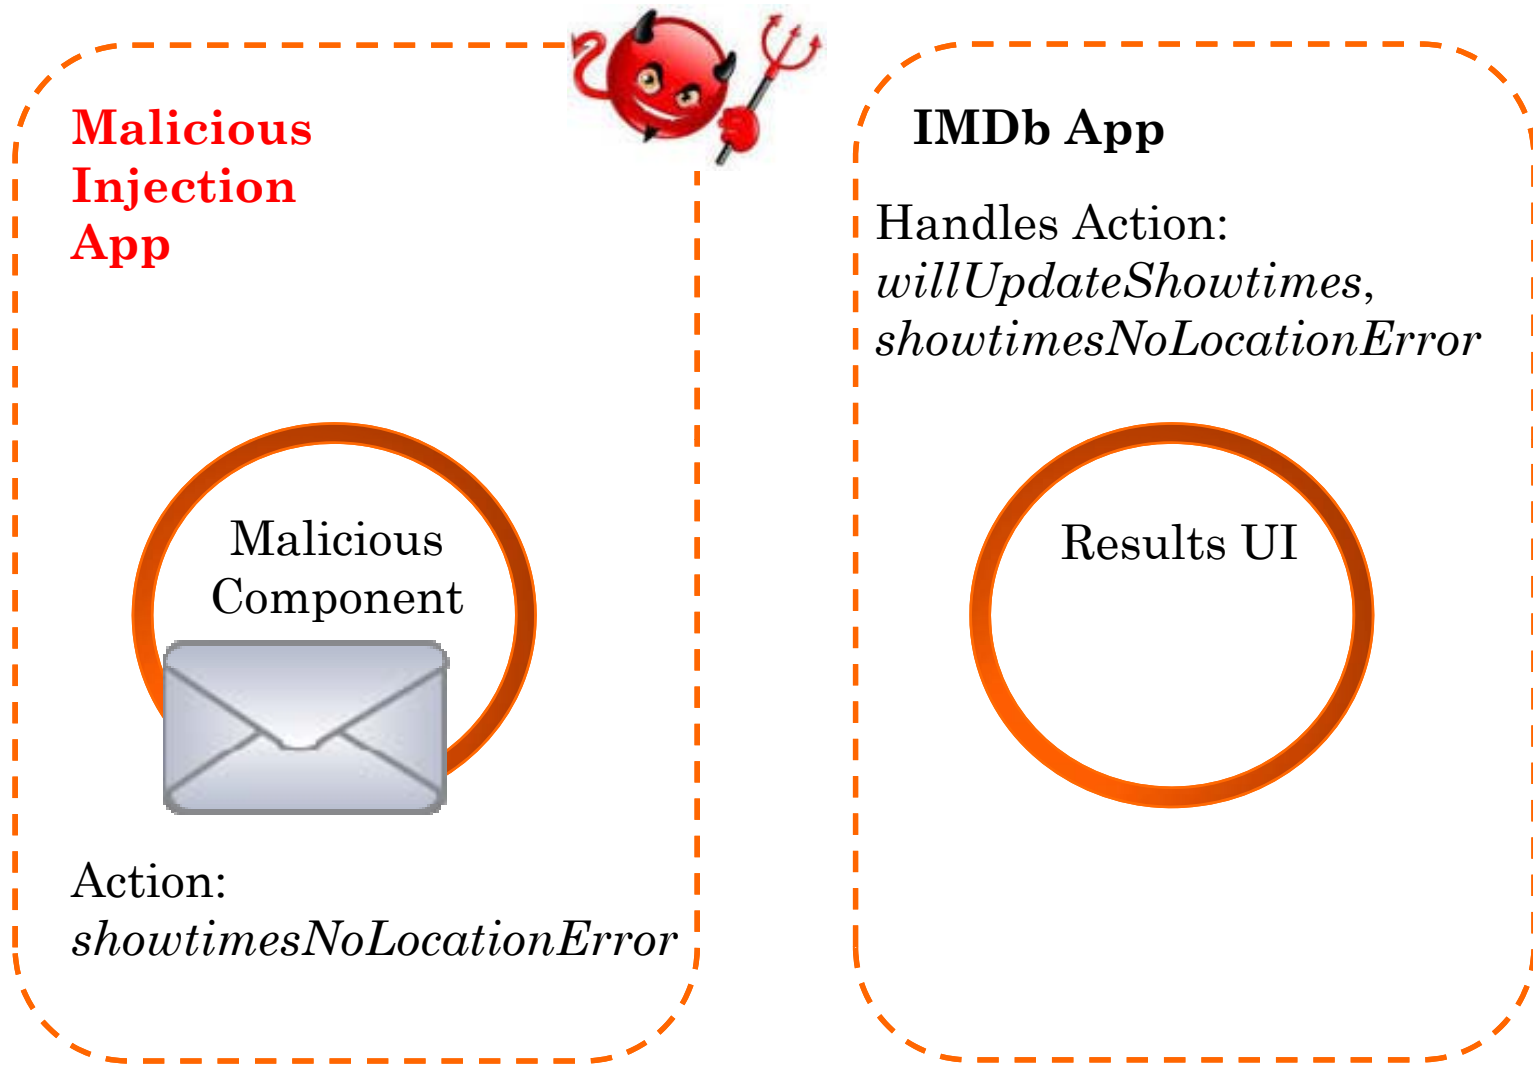 Malicious
Injection
App
Malicious
Component
Action:
showtimesNoLocationError
IMDb App
Handles Action:
willUpdateShowtimes,
showtimesNoLocationError
Results UI